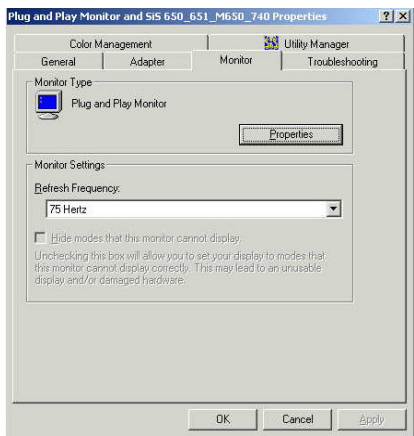 Plug and Play Monitor and SiS 650_651_M650_740 Properties
Color Management
Utility Manager
General
Adapter
Monitor
Troubleshooting
Monitor Type
Plug and Play Monitor
Properties
Monitor Settings
Refresh Frequency:
75 Hertz
Hide modes that this monitor cannot display.
Unchecking this box will allow you to set your display to modes that
this monitor cannot display correctly. This may lead to an unusable
display and/or damaged hardware.
OK
Cancel
Apply